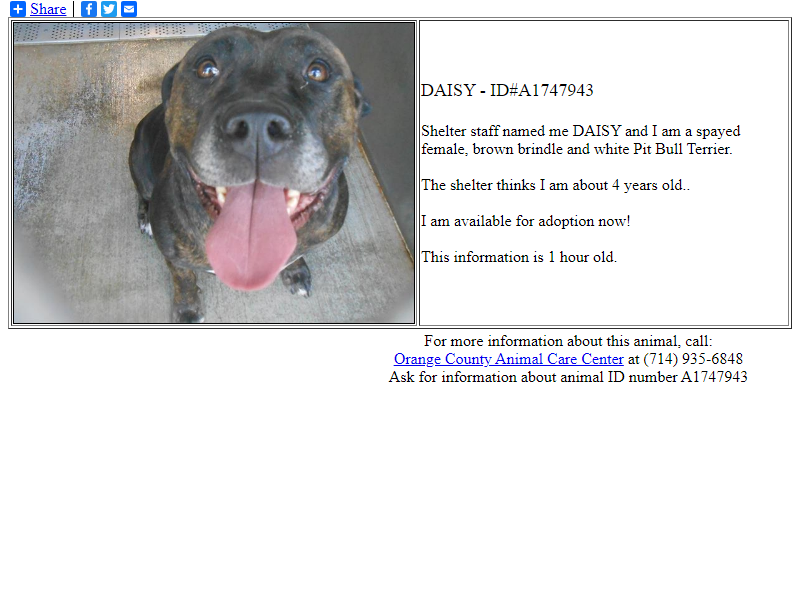 Share |
DAISY - ID#A1747943
Shelter staff named me DAISY and I am a spayed
female, brown brindle and white Pit Bull Terrier.
The shelter thinks I am about 4 years old..
I am available for adoption now!
This information is 1 hour old.
For more information about this animal, call:
Orange County Animal Care Center at (714) 935-6848
Ask for information about animal ID number A1747943